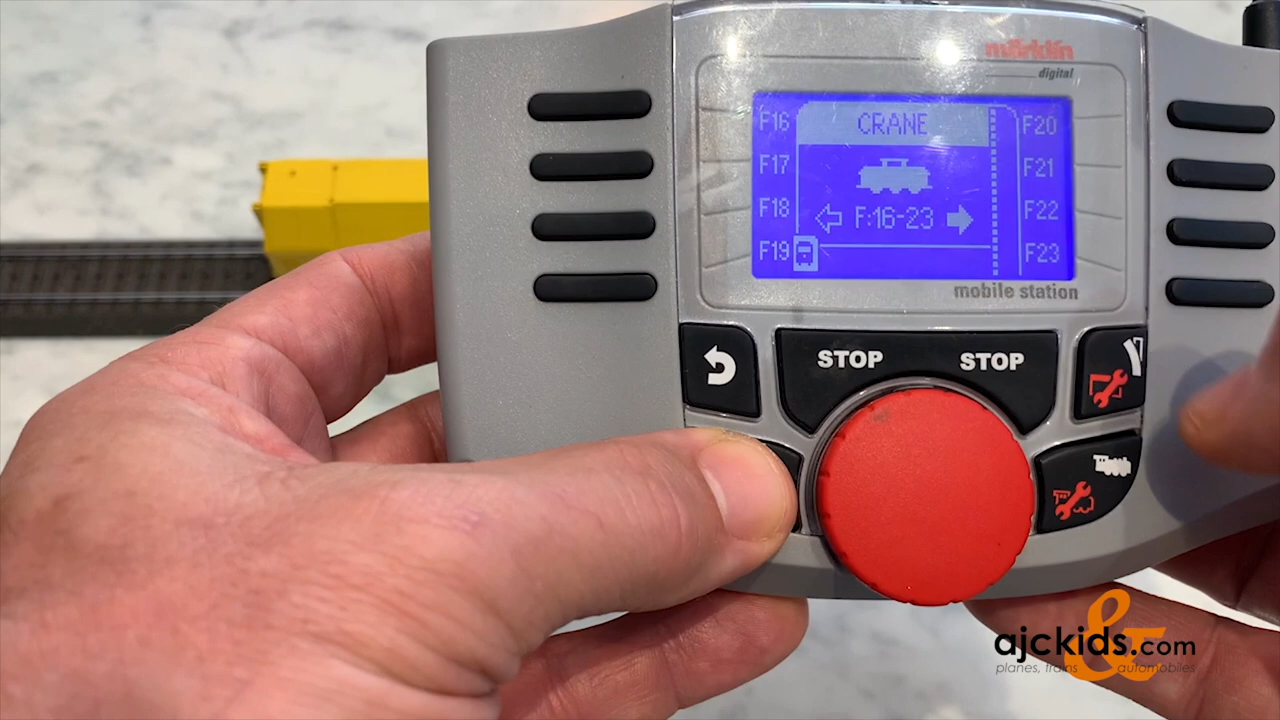 märklin
digital
F16 CRANE F20
F17 F21
F18 F:16-23 F22
F19 F23
mobile station
STOP STOP
ajckids.com
planes, trains & automobiles